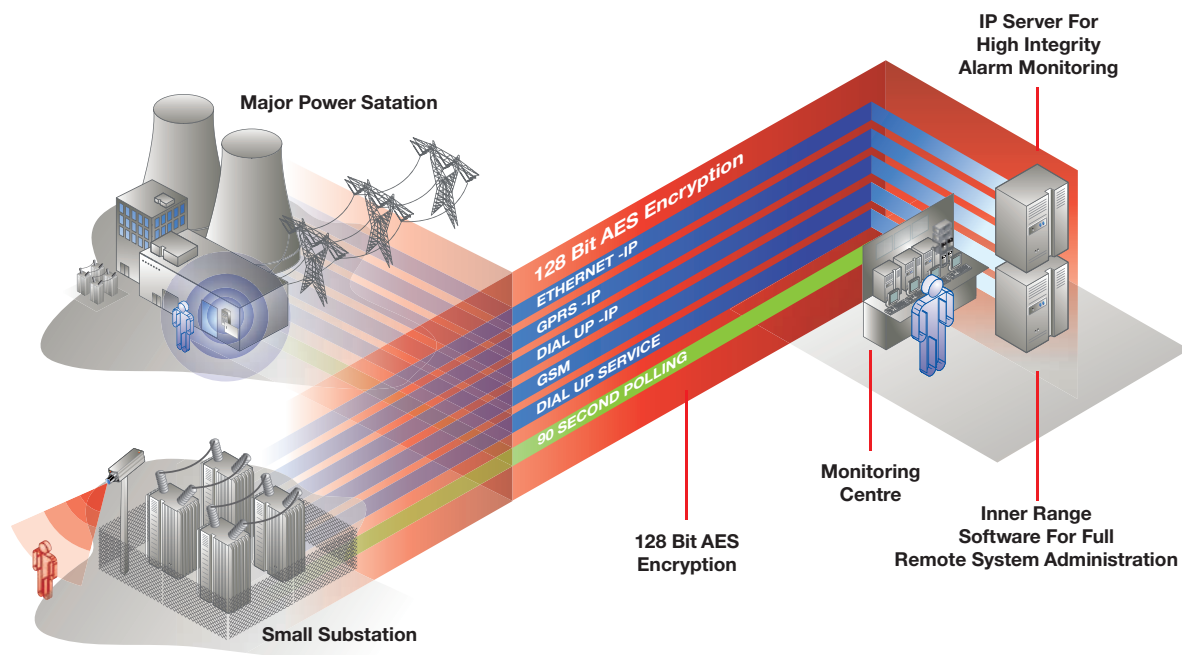 IP Server For
High Integrity
Alarm Monitoring
Major Power Satation
128 Bit AES Encryption
ETHERNET -IP
GPRS -IP
DIAL UP -IP
GSM
DIAL UP SERVICE
90 SECOND POLLING
Monitoring
Centre
128 Bit AES
Encryption
Inner Range
Software For Full
Remote System Administration
Small Substation